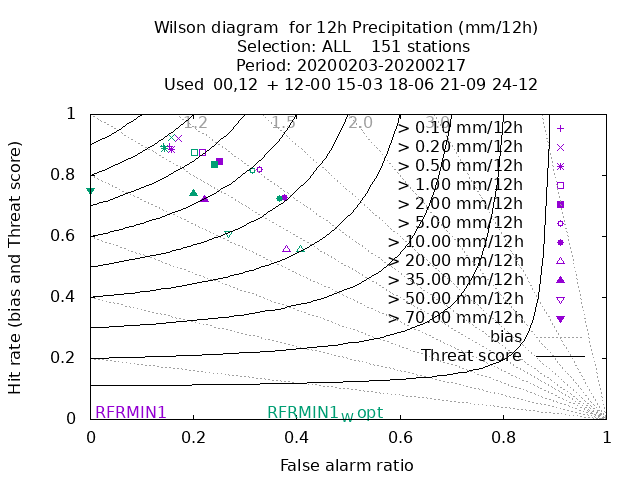 Wilson diagram  for 12h Precipitation (mm/12h)
Selection: ALL    151 stations
Period: 20200203-20200217
Used  00,12  + 12-00 15-03 18-06 21-09 24-12
1.2 1.5 2.0 3.0
> 0.10 mm/12h
> 0.20 mm/12h
> 0.50 mm/12h
> 1.00 mm/12h
> 2.00 mm/12h
> 5.00 mm/12h
> 10.00 mm/12h
> 20.00 mm/12h
> 35.00 mm/12h
> 50.00 mm/12h
> 70.00 mm/12h
bias
Threat score
Hit rate (bias and Threat score)
1
0.8
0.6
0.4
0.2
0
RFRMIN1 RFRMIN1wopt
0 0.2 0.4 0.6 0.8 1
False alarm ratio